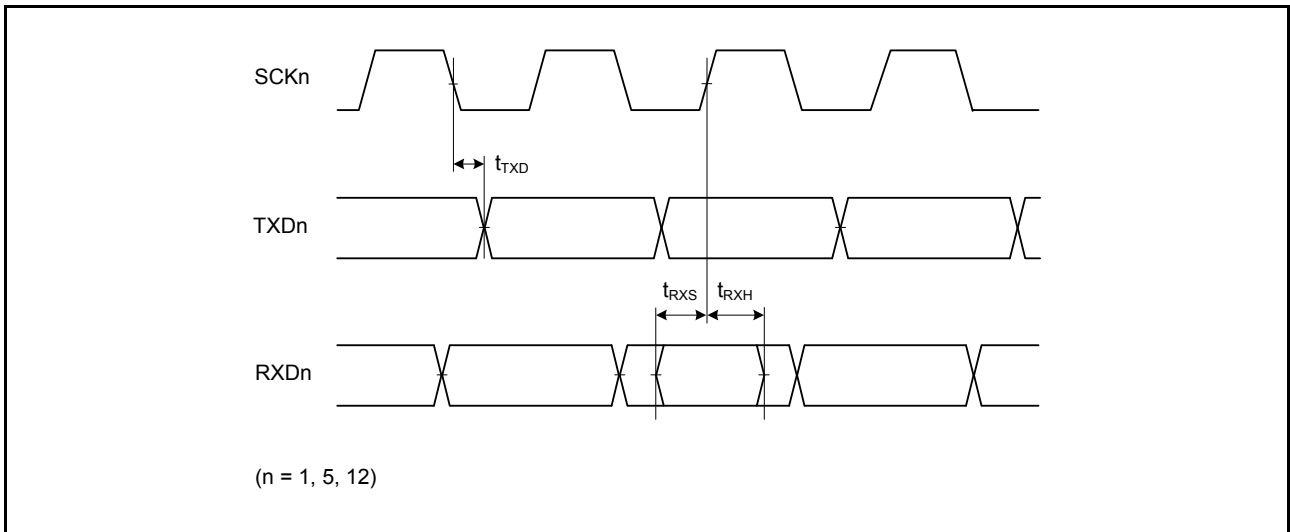 SCKn
tTXD
TXDn
tRXS tRXH
RXDn
(n = 1, 5, 12)